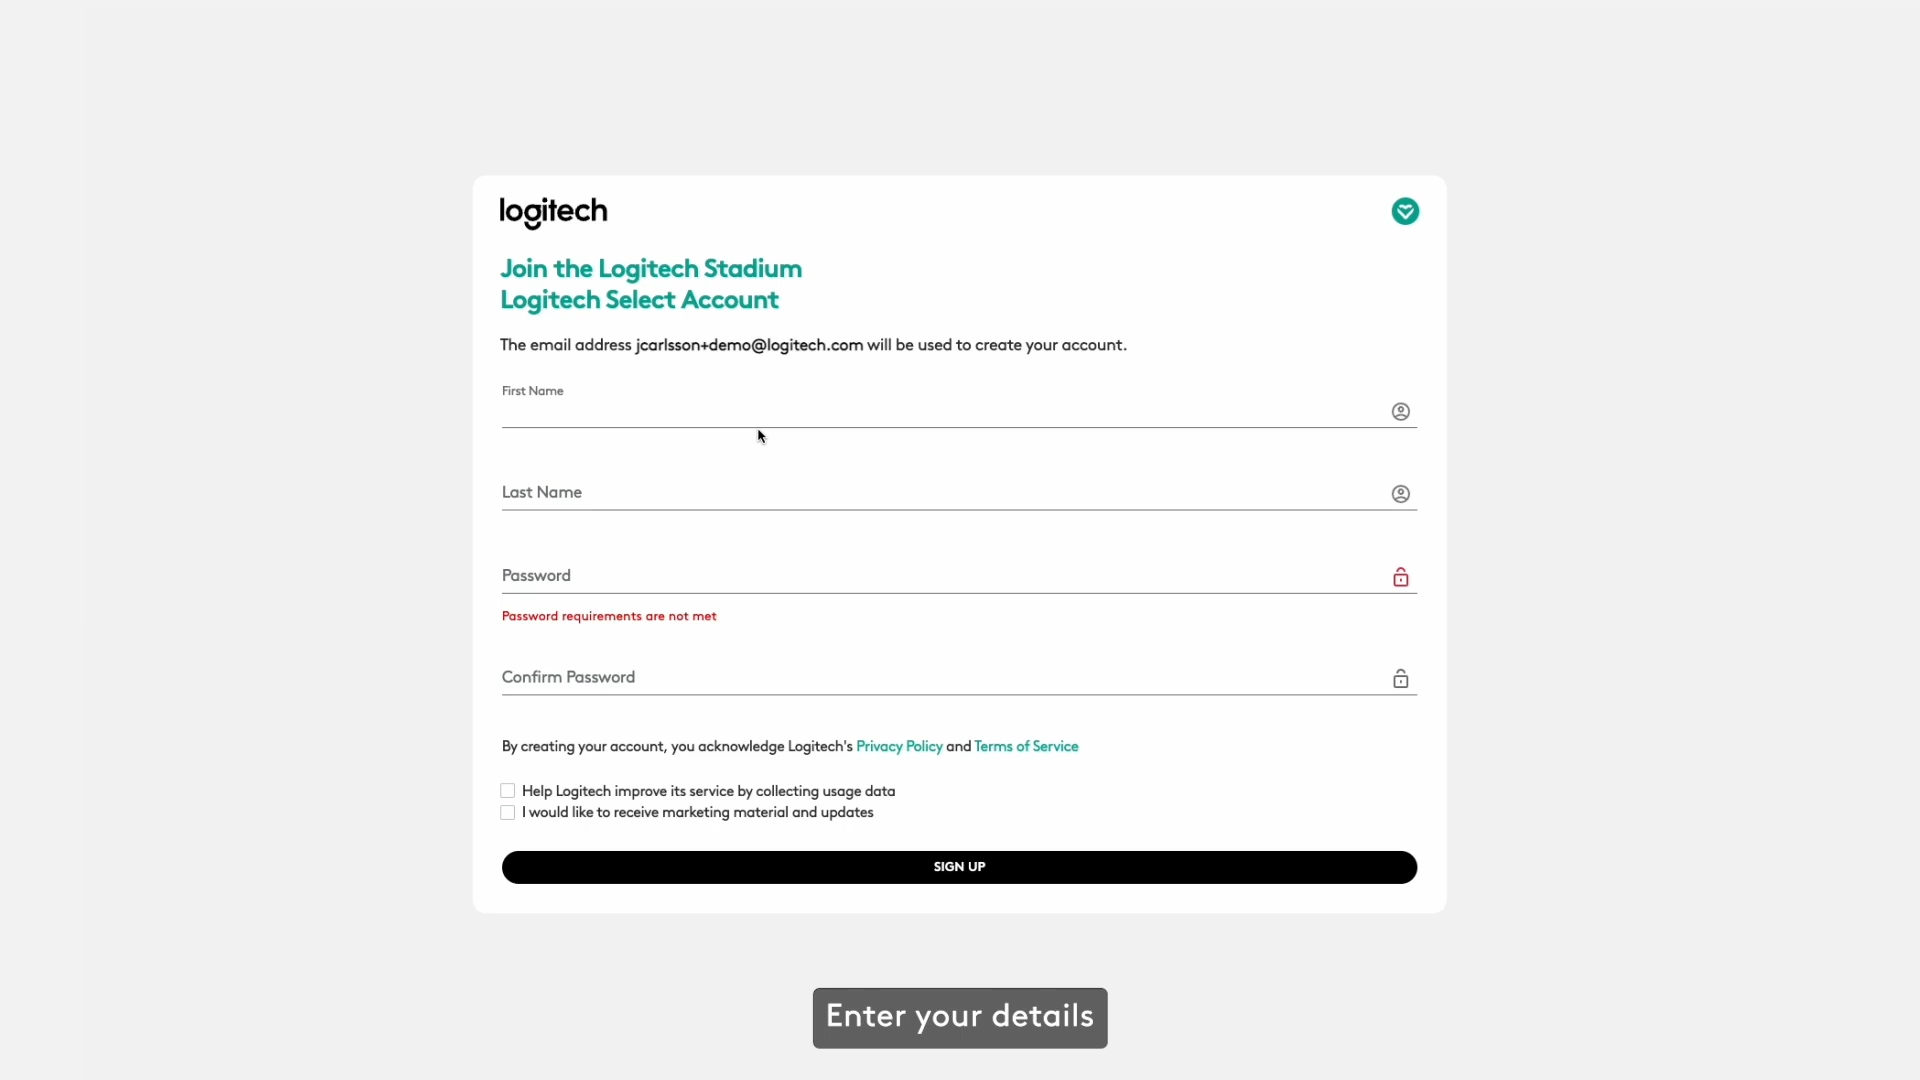 logitech
Join the Logitech Stadium
Logitech Select Account
The email address jcarlsson+demo@logitech.com will be used to create your account.
First Name
Last Name
Password
Password requirements are not met
Confirm Password
By creating your account, you acknowledge Logitech's Privacy Policy and Terms of Service
Help Logitech improve its service by collecting usage data
I would like to receive marketing material and updates
SIGN UP
Enter your details